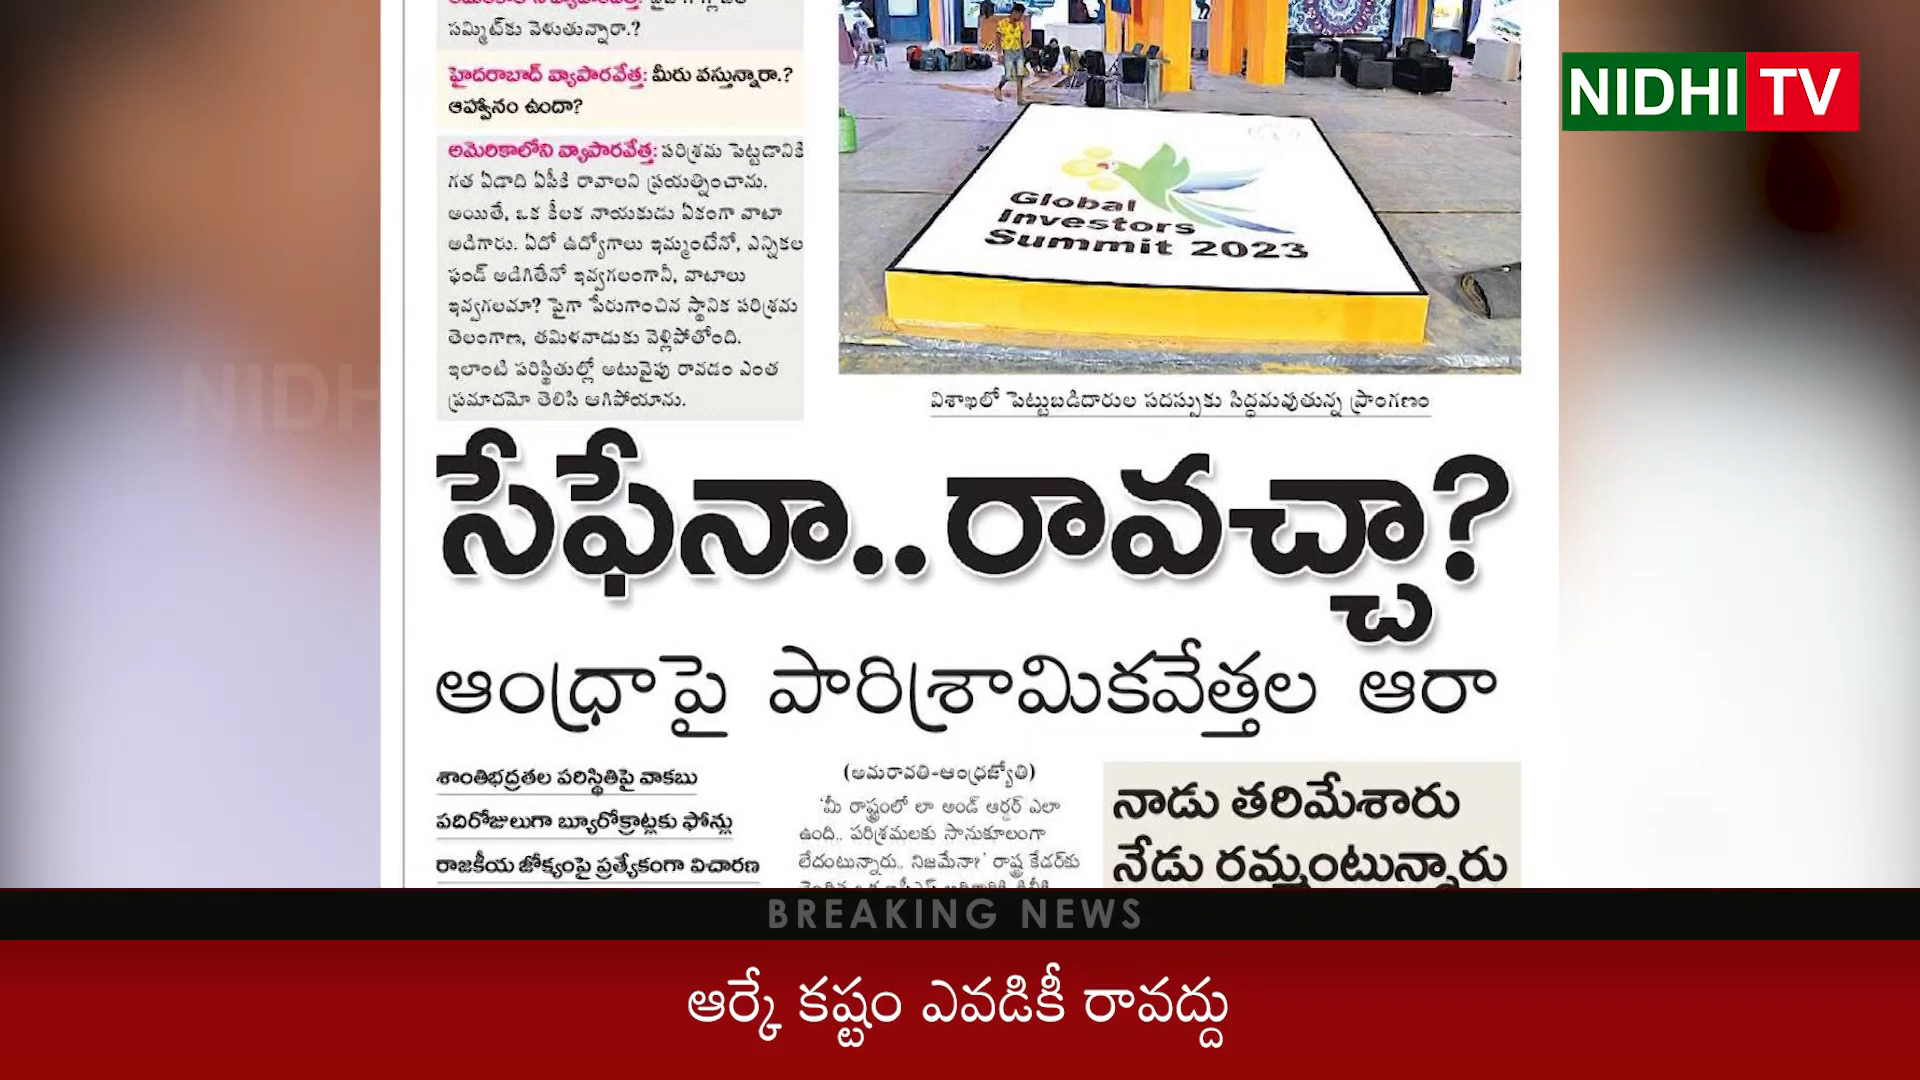 సమ్మిట్‌కు వెళుతున్నారా.?
హైదరాబాద్ వ్యాపారవేత్త: మీరు వస్తున్నారా.?
ఆహ్వానం ఉందా?
అమెరికాలోని వ్యాపారవేత్త: పరిశ్రమ పెట్టడానికి
గత ఏడాది ఏపీకి రావాలని ప్రయత్నించాను.
అయితే, ఒక కీలక నాయకుడు ఏకంగా వాటా
అడిగారు. ఏదో ఉద్యోగాలు ఇమ్మంటేనో, ఎన్నికల
ఫండ్ అడిగితేనో ఇవ్వగలంగానీ, వాటాలు
ఇవ్వగలమా? పైగా పేరుగాంచిన స్థానిక పరిశ్రమ
తెలంగాణ, తమిళనాడుకు వెళ్లిపోతోంది.
ఇలాంటి పరిస్థితుల్లో అటువైపు రావడం ఎంత
ప్రమాదమో తెలిసి ఆగిపోయాను.
Global
Investors
Summit 2023
విశాఖలో పెట్టుబడిదారుల సదస్సుకు సిద్ధమవుతున్న ప్రాంగణం
NIDHI TV
NIDHI
సేఫేనా.. రావచ్చా?
ఆంధ్రాపై పారిశ్రామికవేత్తల ఆరా
శాంతిభద్రతల పరిస్థితిపై వాకబు
పదిరోజులుగా బ్యూరోక్రాట్లకు ఫోన్లు
రాజకీయ జోక్యంపై ప్రత్యేకంగా విచారణ
(అమరావతి-ఆంధ్రజ్యోతి)
'మీ రాష్ట్రంలో లా అండ్ ఆర్డర్ ఎలా
ఉంది.. పరిశ్రమలకు సానుకూలంగా
లేదంటున్నారు.. నిజమేనా?' రాష్ట్ర కేడర్‌కు
నాడు తరిమేశారు
నేడు రమ్మంటున్నారు
BREAKING NEWS
ఆర్కే కష్టం ఎవడికీ రావద్దు